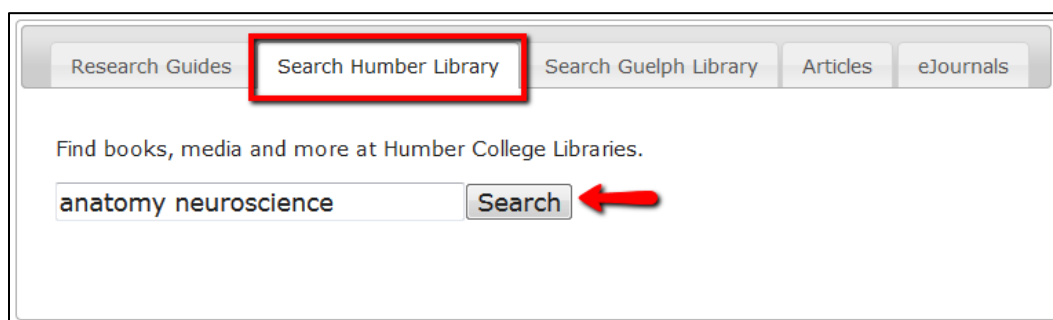 Research Guides Search Humber Library Search Guelph Library Articles eJournals
Find books, media and more at Humber College Libraries.
anatomy neuroscience Search